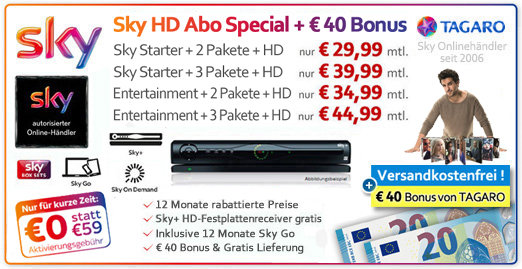 sky
Sky HD Abo Special + € 40 Bonus
TAGARO
Sky Onlinehändler
seit 2006
Sky Starter + 2 Pakete + HD nur € 29,99 mtl.
Sky Starter + 3 Pakete + HD nur € 39,99 mtl.
Entertainment + 2 Pakete + HD nur € 34,99 mtl.
Entertainment + 3 Pakete + HD nur € 44,99 mtl.
sky
autorisierter
Online-Händler
Sky+
sky
BOX SETS
Sky Go
Sky On Demand
Abbildungsbeispiel
Nur für kurze Zeit:
€0 statt
€59
Aktivierungsgebühr
✓ 12 Monate rabattierte Preise
✓ Sky+ HD-Festplattenreceiver gratis
✓ Inklusive 12 Monate Sky Go
✓ € 40 Bonus & Gratis Lieferung
Versandkostenfrei !
+ € 40 Bonus von TAGARO
20
20